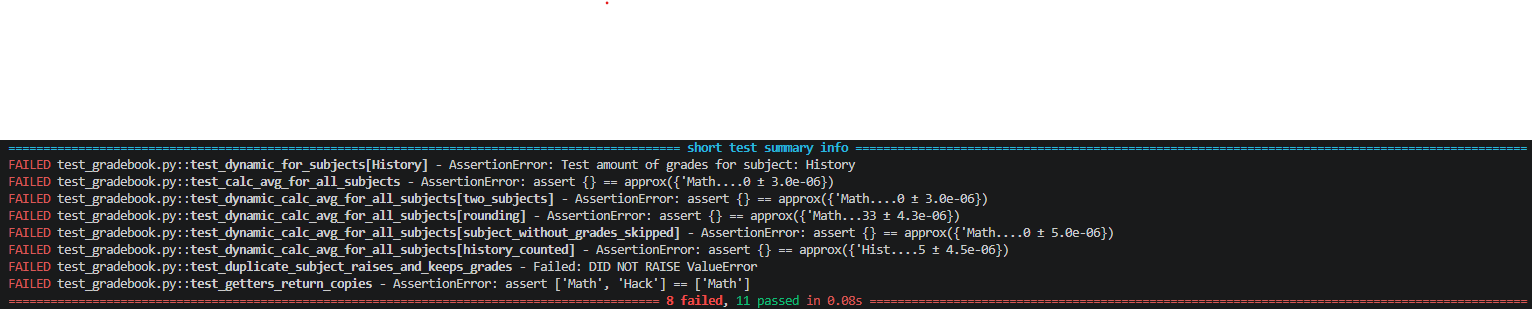 ================================================================================================ short test summary info ================================================================================================
FAILED test_gradebook.py::test_dynamic_for_subjects[History] - AssertionError: Test amount of grades for subject: History
FAILED test_gradebook.py::test_calc_avg_for_all_subjects - AssertionError: assert {} == approx({'Math....0 ± 3.0e-06})
FAILED test_gradebook.py::test_dynamic_calc_avg_for_all_subjects[two_subjects] - AssertionError: assert {} == approx({'Math....0 ± 3.0e-06})
FAILED test_gradebook.py::test_dynamic_calc_avg_for_all_subjects[rounding] - AssertionError: assert {} == approx({'Math...33 ± 4.3e-06})
FAILED test_gradebook.py::test_dynamic_calc_avg_for_all_subjects[subject_without_grades_skipped] - AssertionError: assert {} == approx({'Math....0 ± 5.0e-06})
FAILED test_gradebook.py::test_dynamic_calc_avg_for_all_subjects[history_counted] - AssertionError: assert {} == approx({'Hist....5 ± 4.5e-06})
FAILED test_gradebook.py::test_duplicate_subject_raises_and_keeps_grades - Failed: DID NOT RAISE ValueError
FAILED test_gradebook.py::test_getters_return_copies - AssertionError: assert ['Math', 'Hack'] == ['Math']
============================================================================================= 8 failed, 11 passed in 0.08s ==============================================================================================